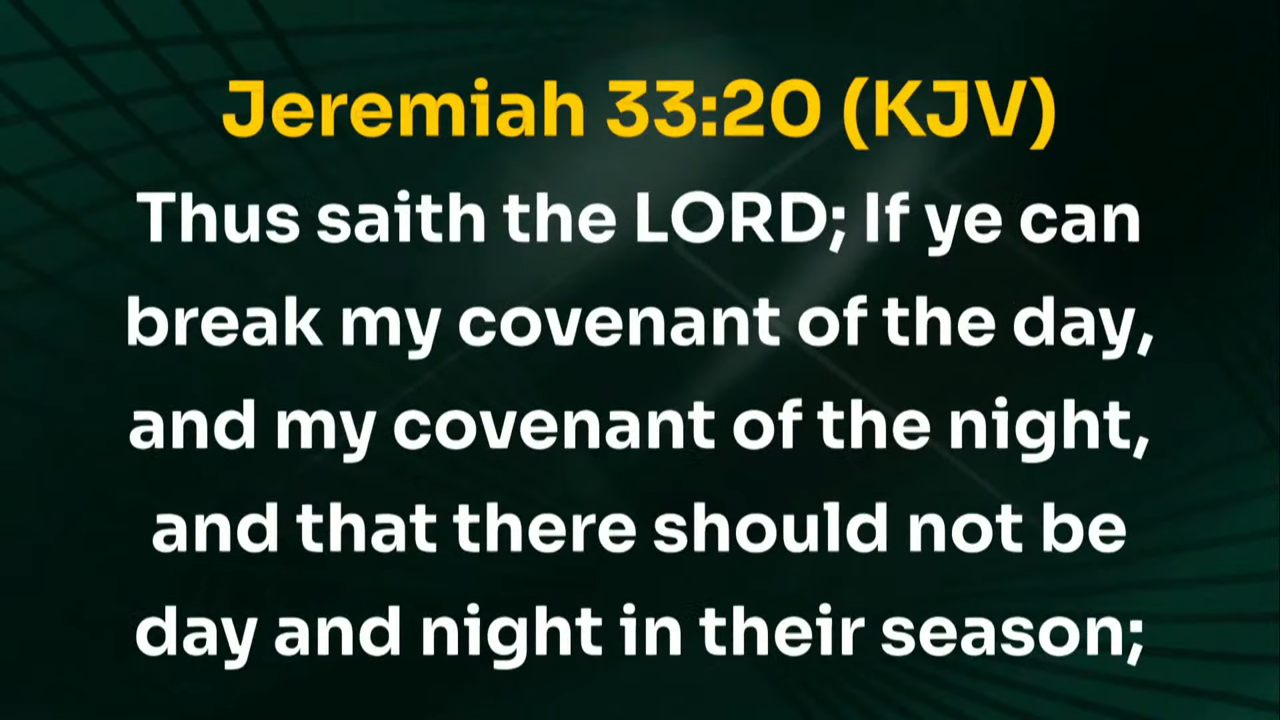 Jeremiah 33:20 (KJV)
Thus saith the LORD; If ye can
break my covenant of the day,
and my covenant of the night,
and that there should not be
day and night in their season;